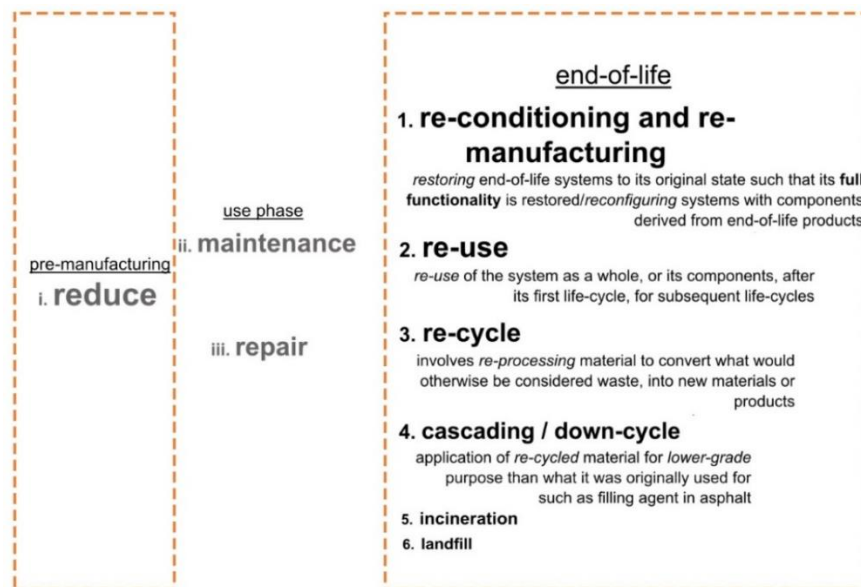 pre-manufacturing
i. reduce
use phase
ii. maintenance
iii. repair
end-of-life
1. re-conditioning and re-
manufacturing
restoring end-of-life systems to its original state such that its full
functionality is restored/reconfiguring systems with components
derived from end-of-life products
2. re-use
re-use of the system as a whole, or its components, after
its first life-cycle, for subsequent life-cycles
3. re-cycle
involves re-processing material to convert what would
otherwise be considered waste, into new materials or
products
4. cascading / down-cycle
application of re-cycled material for lower-grade
purpose than what it was originally used for
such as filling agent in asphalt
5. incineration
6. landfill